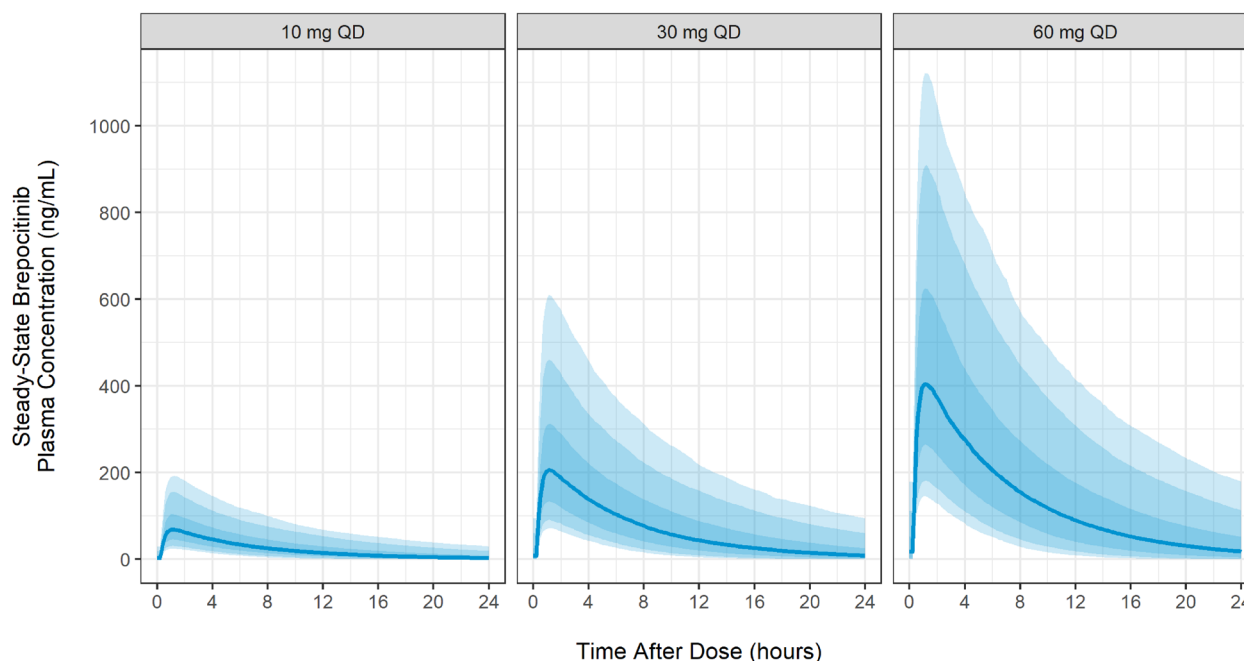 10 mg QD 30 mg QD 60 mg QD
1000
800
600
400
200
0
Steady-State Brepocitinib
Plasma Concentration (ng/mL)
0 4 8 12 16 20 24 0 4 8 12 16 20 24 0 4 8 12 16 20 24
Time After Dose (hours)